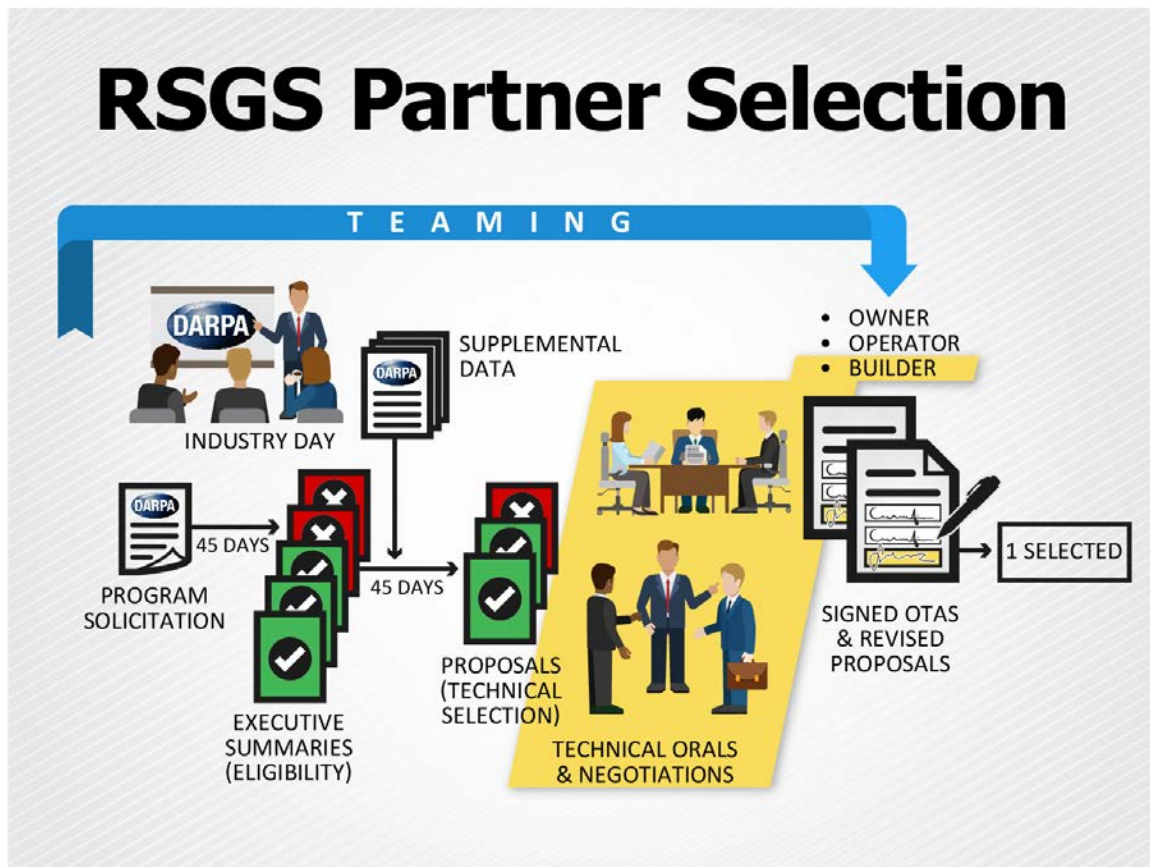 RSGS Partner Selection
TEAMING
DARPA
INDUSTRY DAY
DARPA
SUPPLEMENTAL
DATA
• OWNER
• OPERATOR
• BUILDER
DARPA
45 DAYS
PROGRAM
SOLICITATION
EXECUTIVE
SUMMARIES
(ELIGIBILITY)
45 DAYS
PROPOSALS
(TECHNICAL
SELECTION)
TECHNICAL ORALS
& NEGOTIATIONS
SIGNED OTAS
& REVISED
PROPOSALS
1 SELECTED